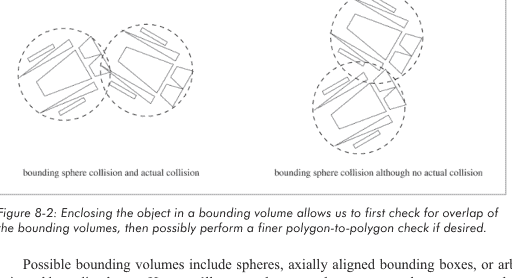 bounding sphere collision and actual collision
bounding sphere collision although no actual collision
Figure 8-2: Enclosing the object in a bounding volume allows us to first check for overlap of
the bounding volumes, then possibly perform a finer polygon-to-polygon check if desired.
Possible bounding volumes include spheres, axially aligned bounding boxes, or